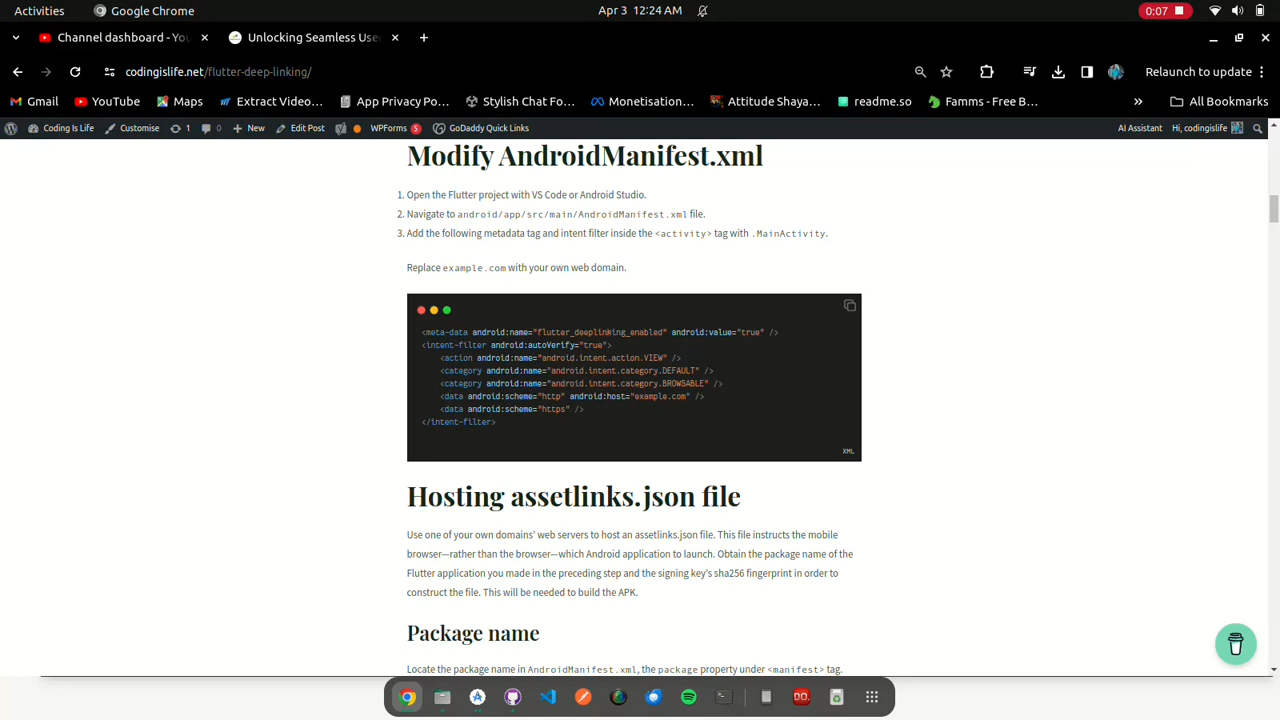 Activities
Google Chrome
Apr 3 12:24 AM
0:07
Channel dashboard - You
Unlocking Seamless Use
codingislife.net/flutter-deep-linking/
Relaunch to update
Gmail
YouTube
Maps
Extract Video...
App Privacy Po...
Stylish Chat Fo...
Monetisation...
Attitude Shaya...
readme.so
Famms - Free B...
»
All Bookmarks
Coding Is Life
Customise
1
0
New
Edit Post
WPForms 5
GoDaddy Quick Links
AI Assistant
Hi, codingislife
Modify AndroidManifest.xml
1. Open the Flutter project with VS Code or Android Studio.
2. Navigate to android/app/src/main/AndroidManifest.xml file.
3. Add the following metadata tag and intent filter inside the <activity> tag with .MainActivity.
Replace example.com with your own web domain.
<meta-data android:name="flutter_deeplinking_enabled" android:value="true" />
<intent-filter android:autoVerify="true">
<action android:name="android.intent.action.VIEW" />
<category android:name="android.intent.category.DEFAULT" />
<category android:name="android.intent.category.BROWSABLE" />
<data android:scheme="http" android:host="example.com" />
<data android:scheme="https" />
</intent-filter>
XML
Hosting assetlinks.json file
Use one of your own domains' web servers to host an assetlinks.json file. This file instructs the mobile
browser—rather than the browser—which Android application to launch. Obtain the package name of the
Flutter application you made in the preceding step and the signing key's sha256 fingerprint in order to
construct the file. This will be needed to build the APK.
Package name
Locate the package name in AndroidManifest.xml, the package property under <manifest> tag.
DO.